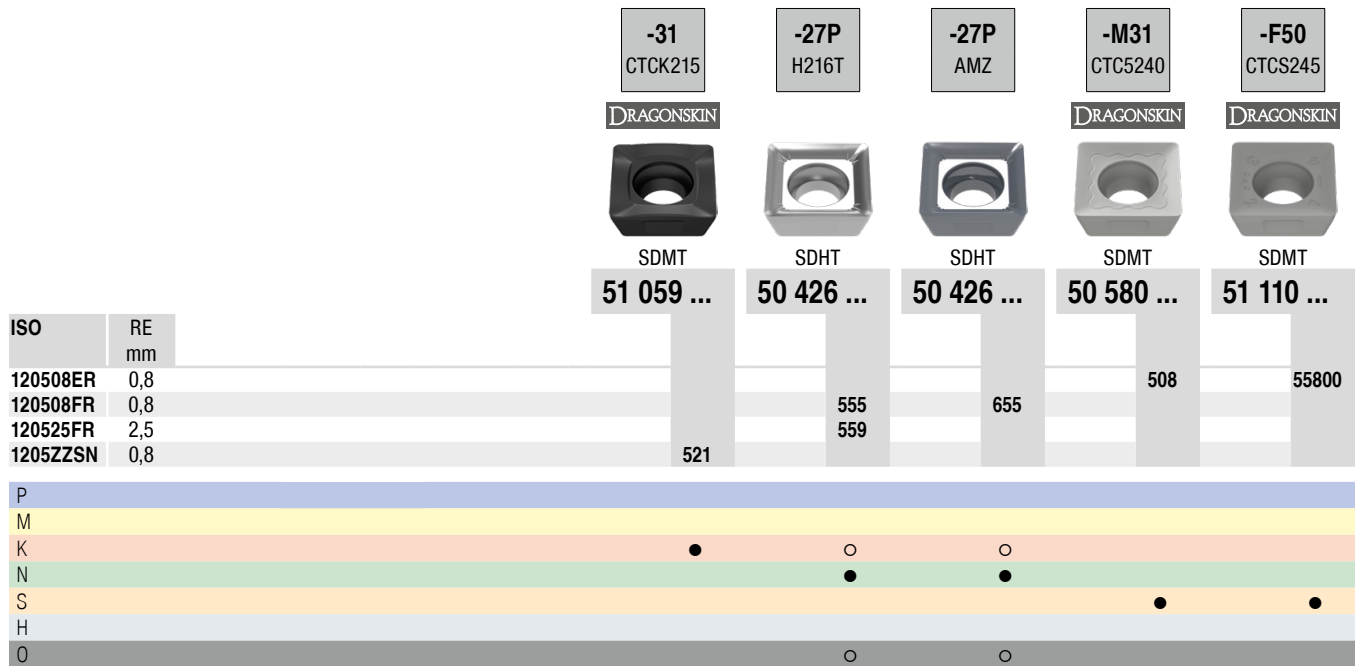 -31 -27P -27P -M31 -F50
CTCK215 H216T AMZ CTC5240 CTCS245
DRAGONSKIN DRAGONSKIN DRAGONSKIN
SDMT SDHT SDHT SDMT SDMT
51 059 ... 50 426 ... 50 426 ... 50 580 ... 51 110 ...
ISO RE
mm
120508ER 0,8 508 55800
120508FR 0,8 555 655
120525FR 2,5 559
1205ZZSN 0,8 521
P
M
K ● ○ ○
N ● ●
S ● ●
H
O ○ ○